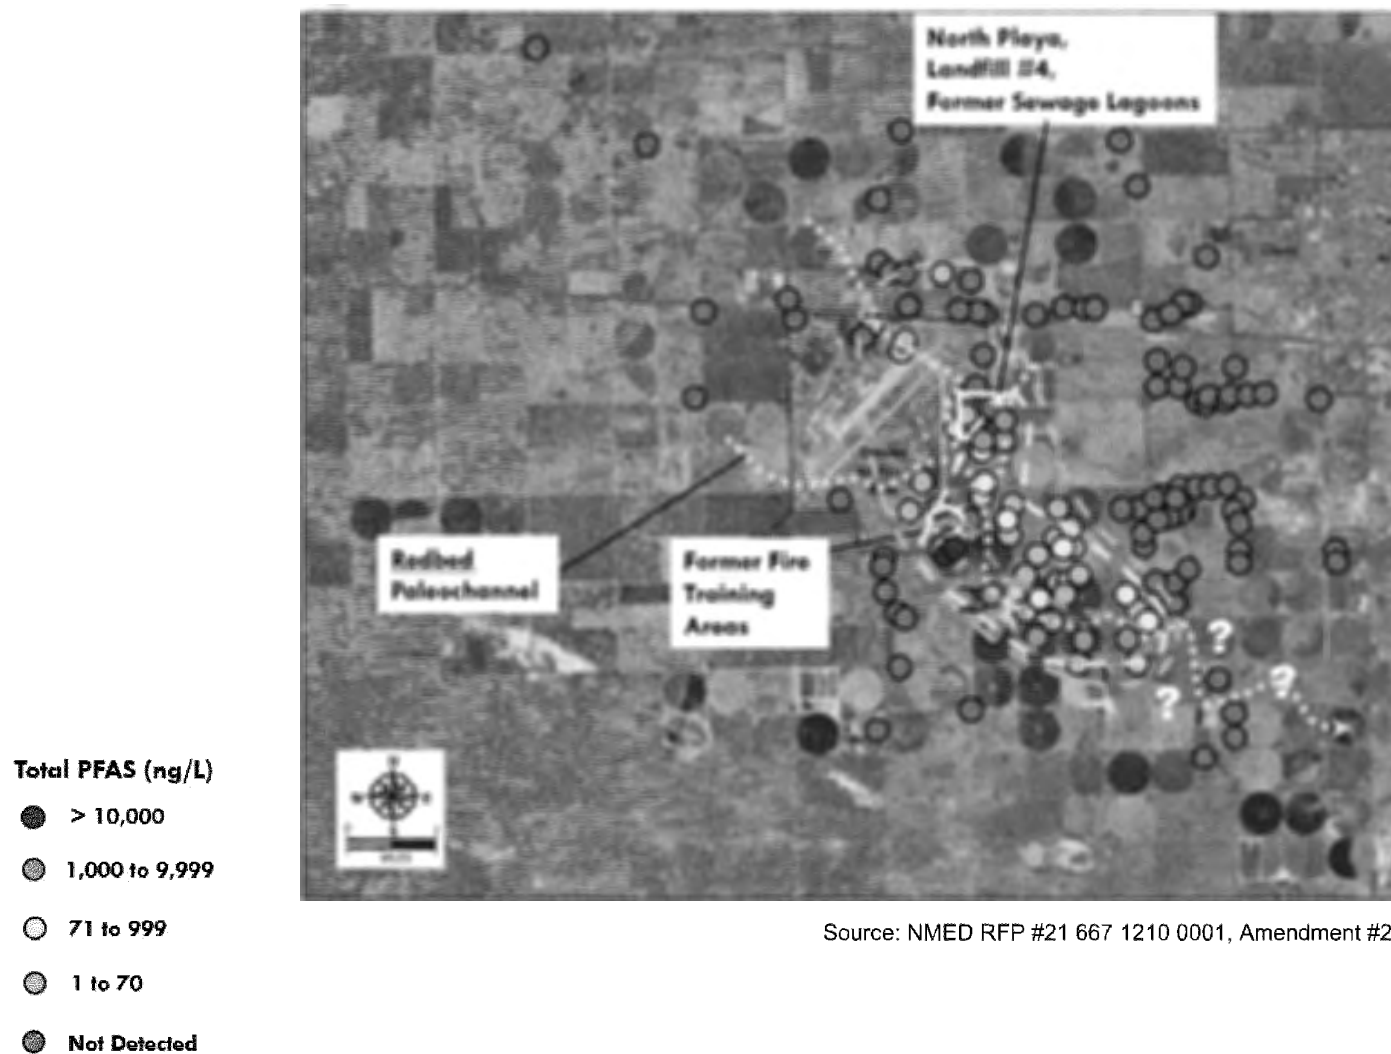 North Playa,
Landfill #4,
Former Sewage Lagoons
Redbed
Paleochannel
Former Fire
Training
Areas
?
?
?
Total PFAS (ng/L)
> 10,000
1,000 to 9,999
71 to 999
1 to 70
Not Detected
Source: NMED RFP #21 667 1210 0001, Amendment #2